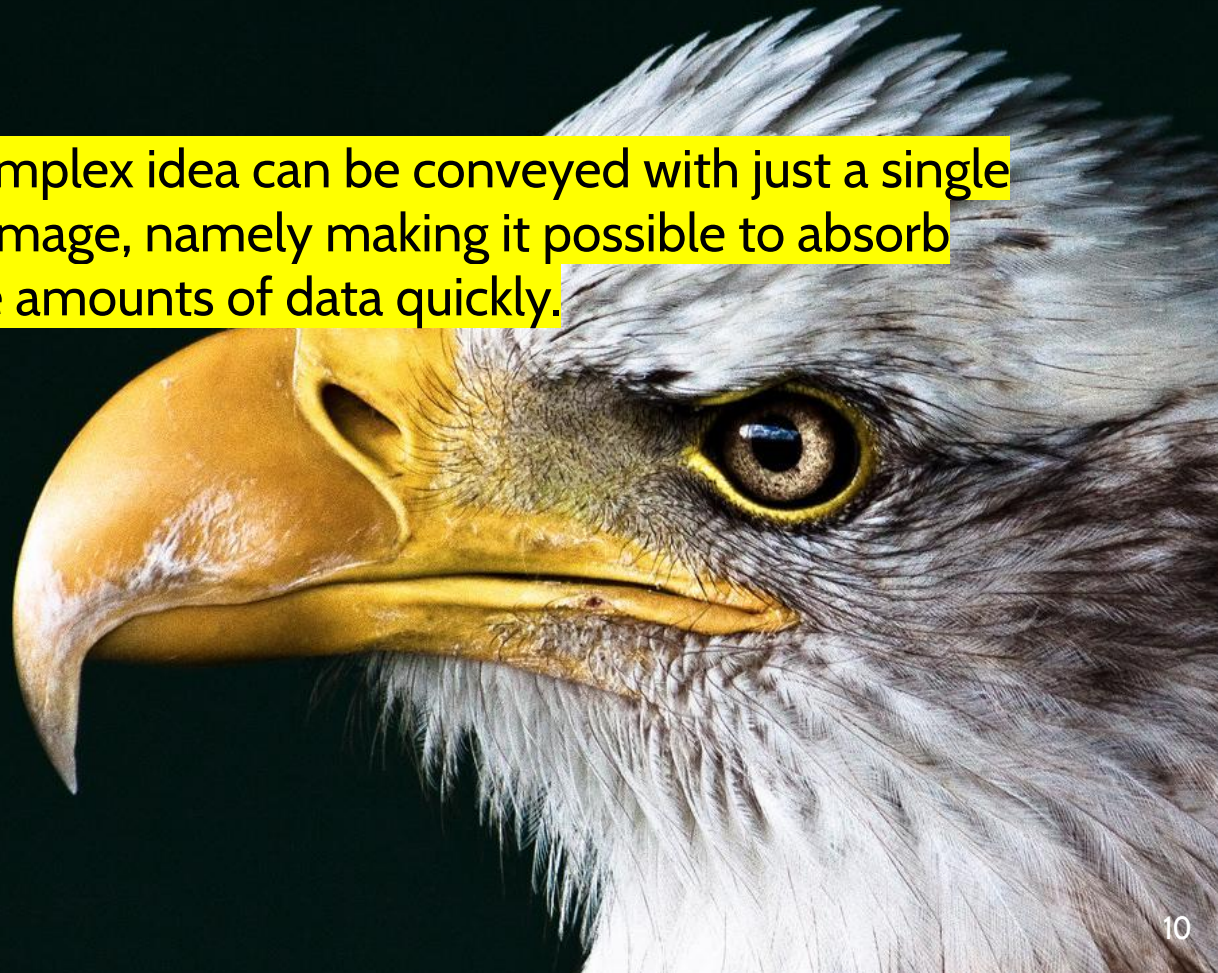 mplex idea can be conveyed with just a single
mage, namely making it possible to absorb
amounts of data quickly.
10